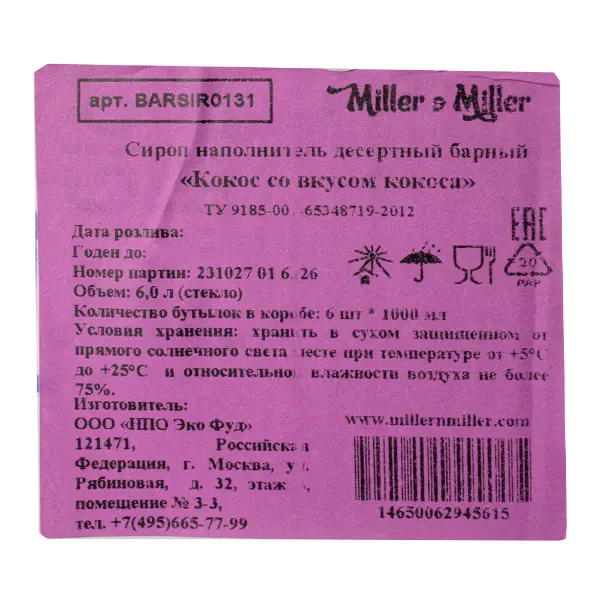 арт. BARSIR0131
Miller & Miller
Сироп наполнитель десертный барный
«Кокос со вкусом кокоса»
ТУ 9185-00 -65348719-2012
EAC
Дата розлива:
Годен до:
Номер партии: 231027 01 6 26
Объем: 6,0 л (стекло)
20
PAP
Количество бутылок в коробе: 6 шт * 1000 мл
Условия хранения: хранить в сухом защищенном от
прямого солнечного света месте при температуре от +5°С
до +25°С и относительно влажности воздуха не более
75%.
Изготовитель:
ООО «НПО Эко Фуд»
121471, Российская
Федерация, г. Москва, ул.
Рябиновая, д. 32, этаж
помещение № 3-3,
тел. +7(495)665-77-99
www.millernmiller.com
14650062945615